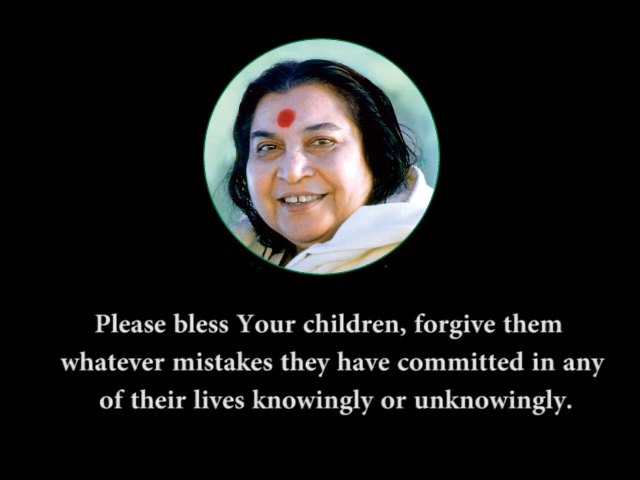 Please bless Your children, forgive them
whatever mistakes they have committed in any
of their lives knowingly or unknowingly.